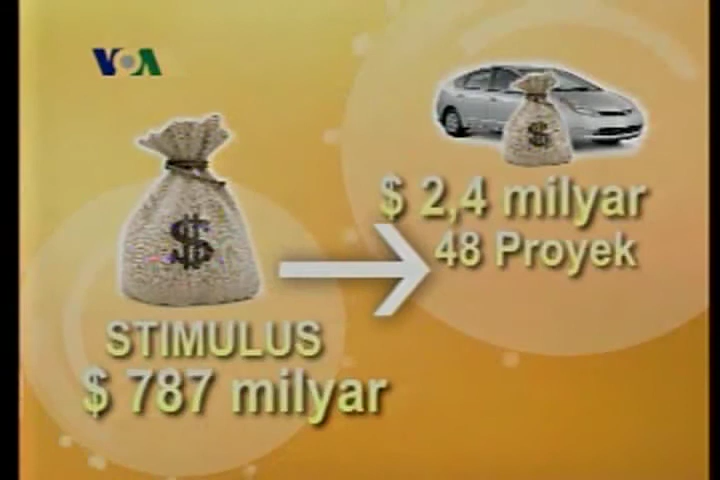 VOA
$
$
$ 2,4 milyar
48 Proyek
STIMULUS
$ 787 milyar